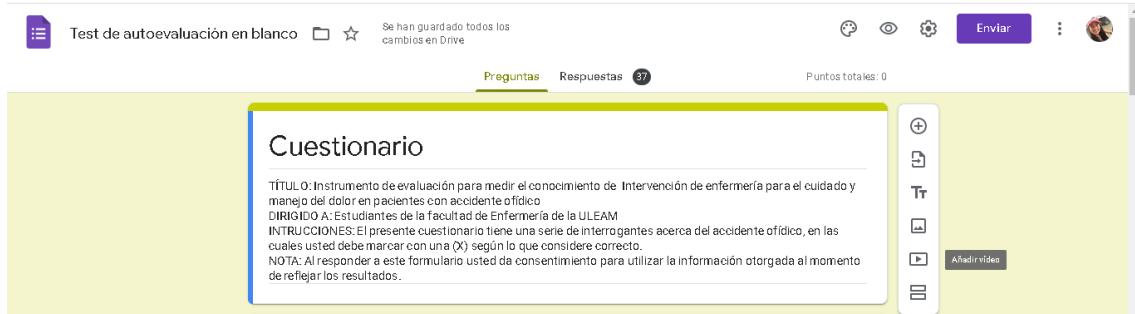 Test de autoevaluación en blanco
Se han guardado todos los
cambios en Drive
Enviar
Preguntas
Respuestas 37
Puntos totales: 0
Cuestionario
TÍTULO: Instrumento de evaluación para medir el conocimiento de Intervención de enfermería para el cuidado y
manejo del dolor en pacientes con accidente ofídico
DIRIGIDO A: Estudiantes de la facultad de Enfermería de la ULEAM
INTRUCCIONES: El presente cuestionario tiene una serie de interrogantes acerca del accidente ofídico, en las
cuales usted debe marcar con una (X) según lo que considere correcto.
NOTA: Al responder a este formulario usted da consentimiento para utilizar la información otorgada al momento
de reflejar los resultados.
Tт
Añadir vídeo